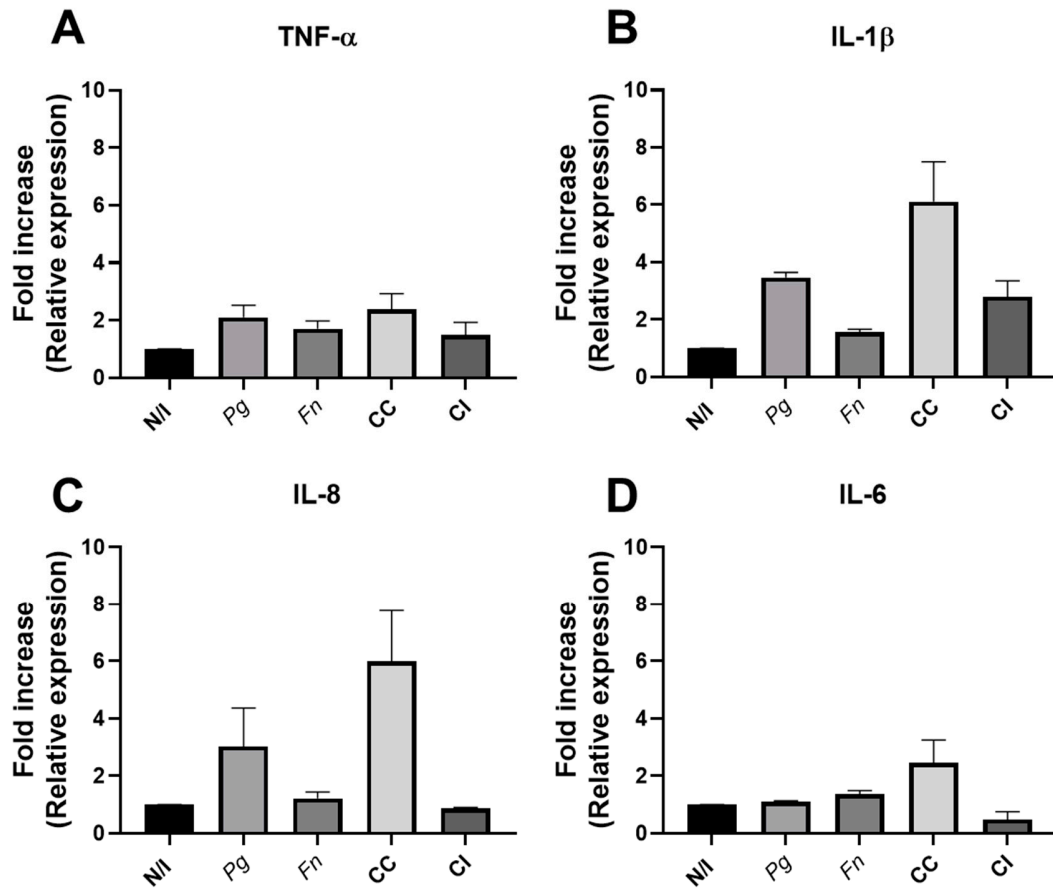 A
TNF-α
Fold increase
(Relative expression)
10
8
6
4
2
0
N/I
Pg
Fn
CC
CI
B
IL-1β
Fold increase
(Relative expression)
10
8
6
4
2
0
N/I
Pg
Fn
CC
CI
C
IL-8
Fold increase
(Relative expression)
10
8
6
4
2
0
N/I
Pg
Fn
CC
CI
D
IL-6
Fold increase
(Relative expression)
10
8
6
4
2
0
N/I
Pg
Fn
CC
CI